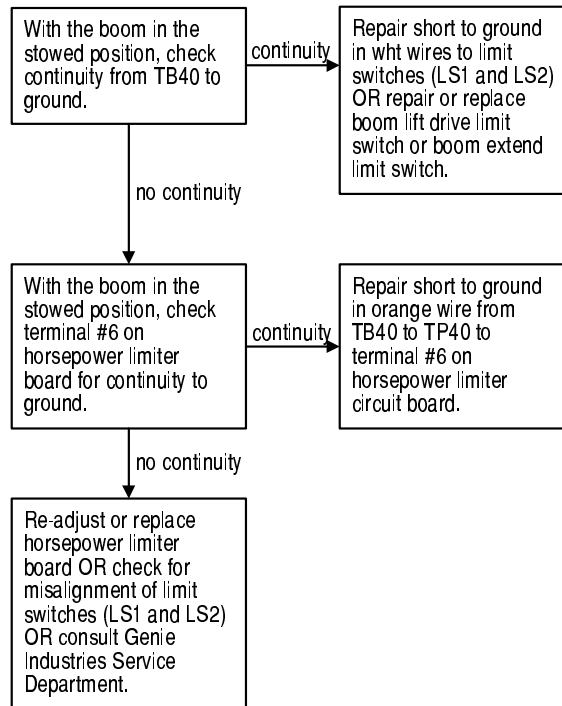 With the boom in the
stowed position, check
continuity from TB40 to
ground.
continuity
Repair short to ground
in wht wires to limit
switches (LS1 and LS2)
OR repair or replace
boom lift drive limit
switch or boom extend
limit switch.
no continuity
With the boom in the
stowed position, check
terminal #6 on
horsepower limiter
board for continuity to
ground.
continuity
Repair short to ground
in orange wire from
TB40 to TP40 to
terminal #6 on
horsepower limiter
circuit board.
no continuity
Re-adjust or replace
horsepower limiter
board OR check for
misalignment of limit
switches (LS1 and LS2)
OR consult Genie
Industries Service
Department.